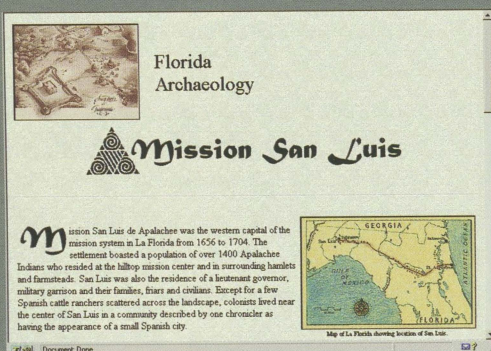 Florida
Archaeology
Mission San Luis
Mission San Luis de Apalachee was the western capital of the
mission system in La Florida from 1656 to 1704. The
settlement boasted a population of over 1400 Apalachee
Indians who resided at the hilltop mission center and in surrounding hamlets
and farmsteads. San Luis was also the residence of a lieutenant governor,
military garrison and their families, friars and civilians. Except for a few
Spanish cattle ranchers scattered across the landscape, colonists lived near
the center of San Luis in a community described by one chronicler as
having the appearance of a small Spanish city.
GEORGIA
ATLANTIC OCEAN
GULF
OF
MEXICO
FLORIDA
Map of La Florida showing location of San Luis.
Document Done